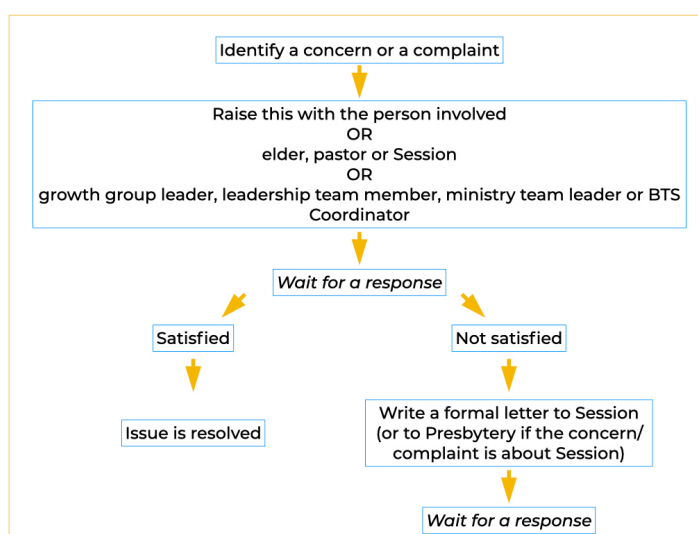 Identify a concern or a complaint
Raise this with the person involved
OR
elder, pastor or Session
OR
growth group leader, leadership team member, ministry team leader or BTS
Coordinator
Wait for a response
Satisfied
Not satisfied
Issue is resolved
Write a formal letter to Session
(or to Presbytery if the concern/
complaint is about Session)
Wait for a response